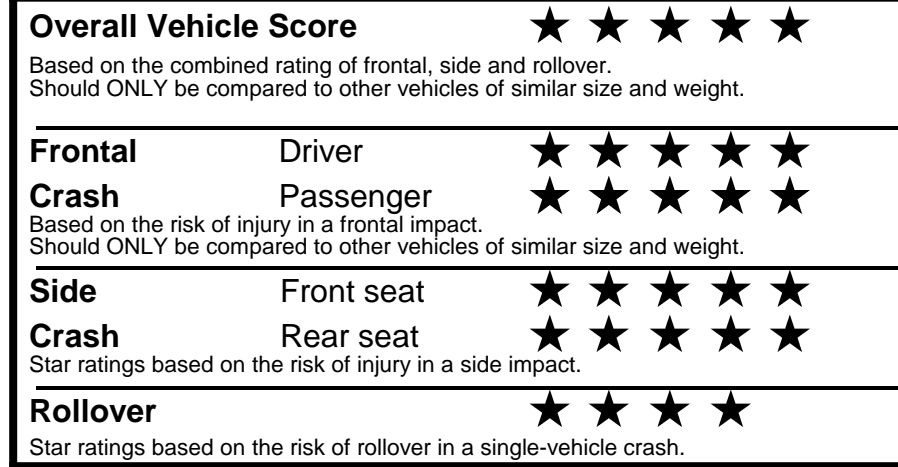 Overall Vehicle Score ★ ★ ★ ★ ★
Based on the combined rating of frontal, side and rollover.
Should ONLY be compared to other vehicles of similar size and weight.
Frontal Driver ★ ★ ★ ★ ★
Crash Passenger ★ ★ ★ ★ ★
Based on the risk of injury in a frontal impact.
Should ONLY be compared to other vehicles of similar size and weight.
Side Front seat ★ ★ ★ ★ ★
Crash Rear seat ★ ★ ★ ★ ★
Star ratings based on the risk of injury in a side impact.
Rollover ★ ★ ★ ★
Star ratings based on the risk of rollover in a single-vehicle crash.